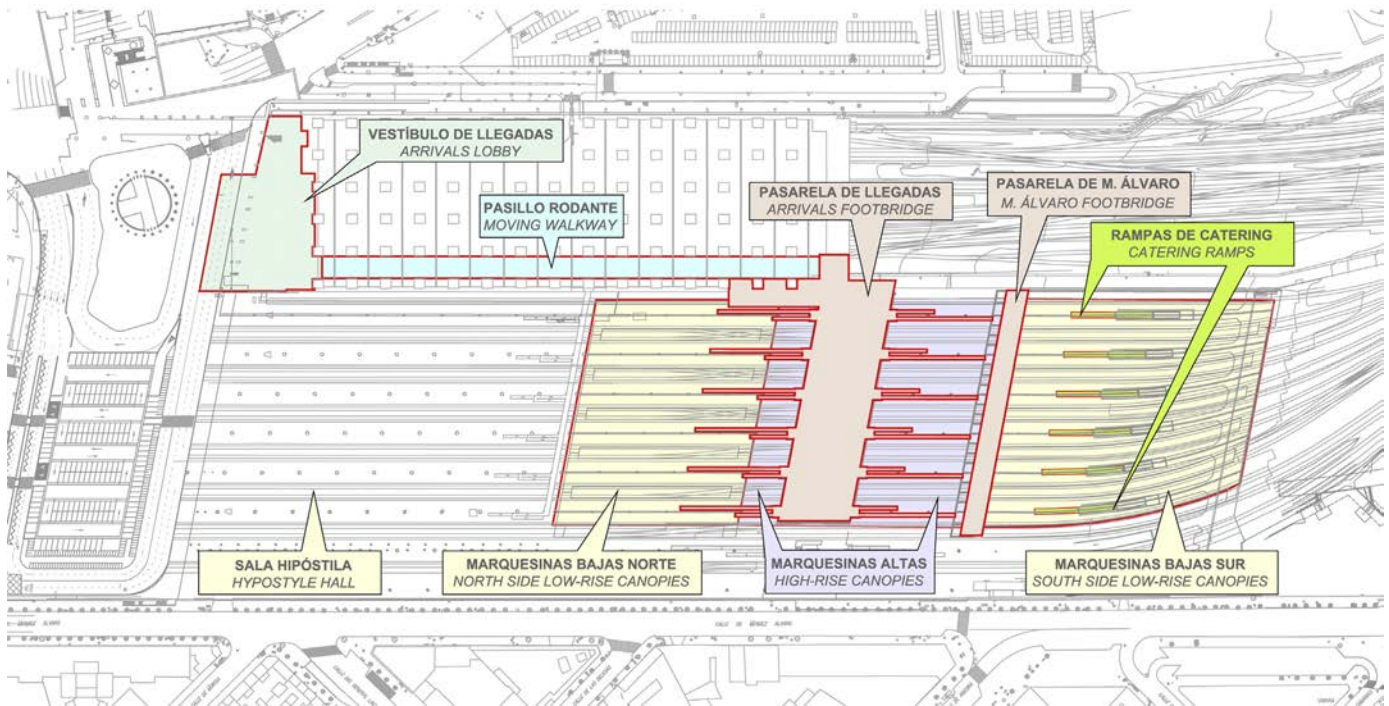 VESTÍBULO DE LLEGADAS
ARRIVALS LOBBY
PASILLO RODANTE
MOVING WALKWAY
PASARELA DE LLEGADAS
ARRIVALS FOOTBRIDGE
PASARELA DE M. ÁLVARO
M. ÁLVARO FOOTBRIDGE
RAMPAS DE CATERING
CATERING RAMPS
SALA HIPÓSTILA
HYPOSTYLE HALL
MARQUESINAS BAJAS NORTE
NORTH SIDE LOW-RISE CANOPIES
MARQUESINAS ALTAS
HIGH-RISE CANOPIES
MARQUESINAS BAJAS SUR
SOUTH SIDE LOW-RISE CANOPIES